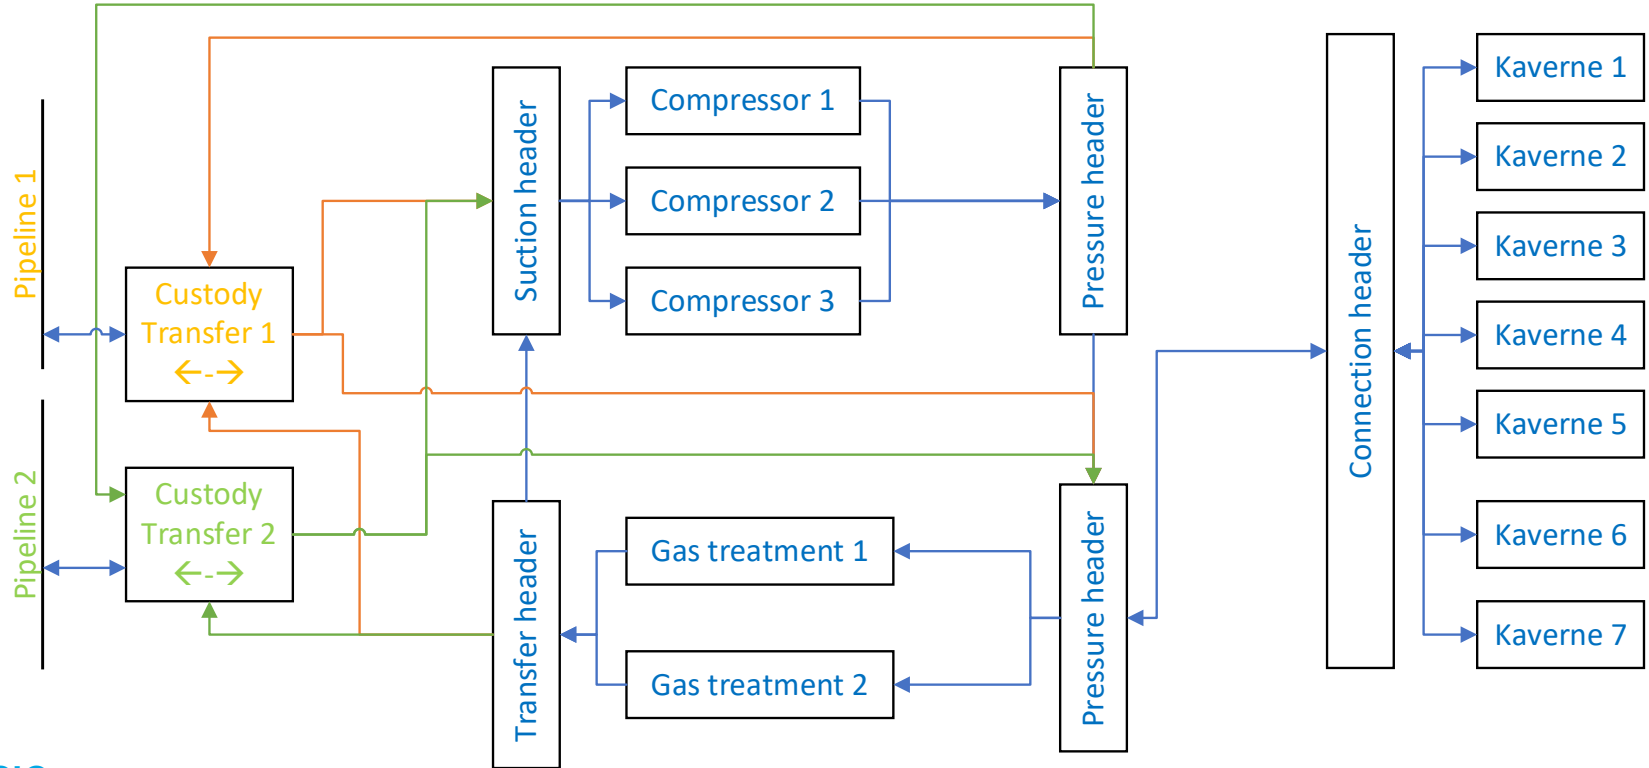 Pipeline 1
Pipeline 2
Custody
Transfer 1
←-→
Custody
Transfer 2
←-→
Suction header
Compressor 1
Compressor 2
Compressor 3
Pressure header
Transfer header
Gas treatment 1
Gas treatment 2
Pressure header
Connection header
Kaverne 1
Kaverne 2
Kaverne 3
Kaverne 4
Kaverne 5
Kaverne 6
Kaverne 7